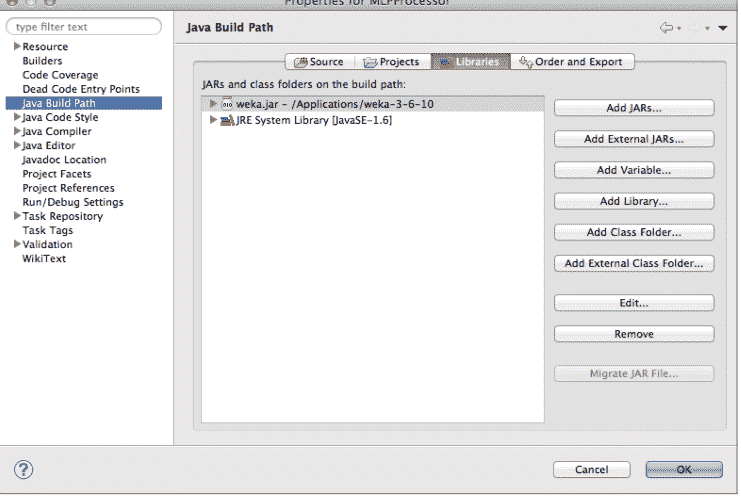 Properties for MLPProcessor
type filter text
Java Build Path
Resource
Builders
Code Coverage
Dead Code Entry Points
Java Build Path
Java Code Style
Java Compiler
Java Editor
Javadoc Location
Project Facets
Project References
Run/Debug Settings
Task Repository
Task Tags
Validation
WikiText
Source
Projects
Libraries
Order and Export
JARs and class folders on the build path:
010 weka.jar - /Applications/weka-3-6-10
JRE System Library [JavaSE-1.6]
Add JARs...
Add External JARs...
Add Variable...
Add Library...
Add Class Folder...
Add External Class Folder...
Edit...
Remove
Migrate JAR File...
?
Cancel
OK